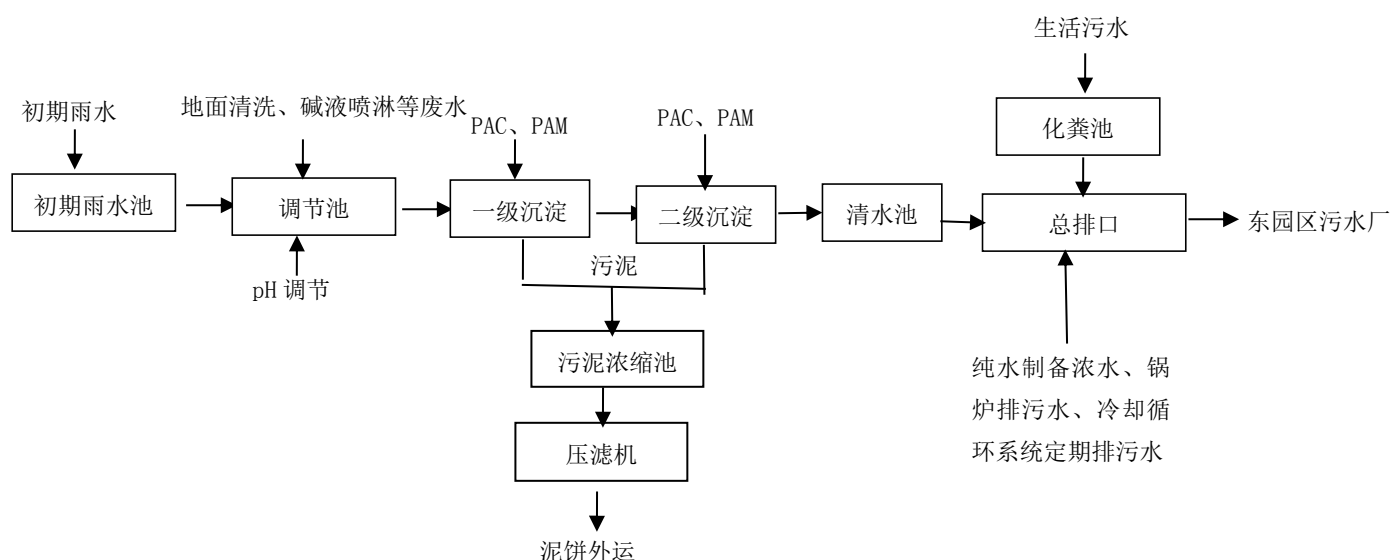 生活污水
初期雨水
地面清洗、碱液喷淋等废水
PAC、PAM
PAC、PAM
化粪池
初期雨水池
调节池
一级沉淀
二级沉淀
清水池
总排口
东园区污水厂
pH 调节
污泥
污泥浓缩池
纯水制备浓水、锅
炉排污水、冷却循
环系统定期排污水
压滤机
泥饼外运